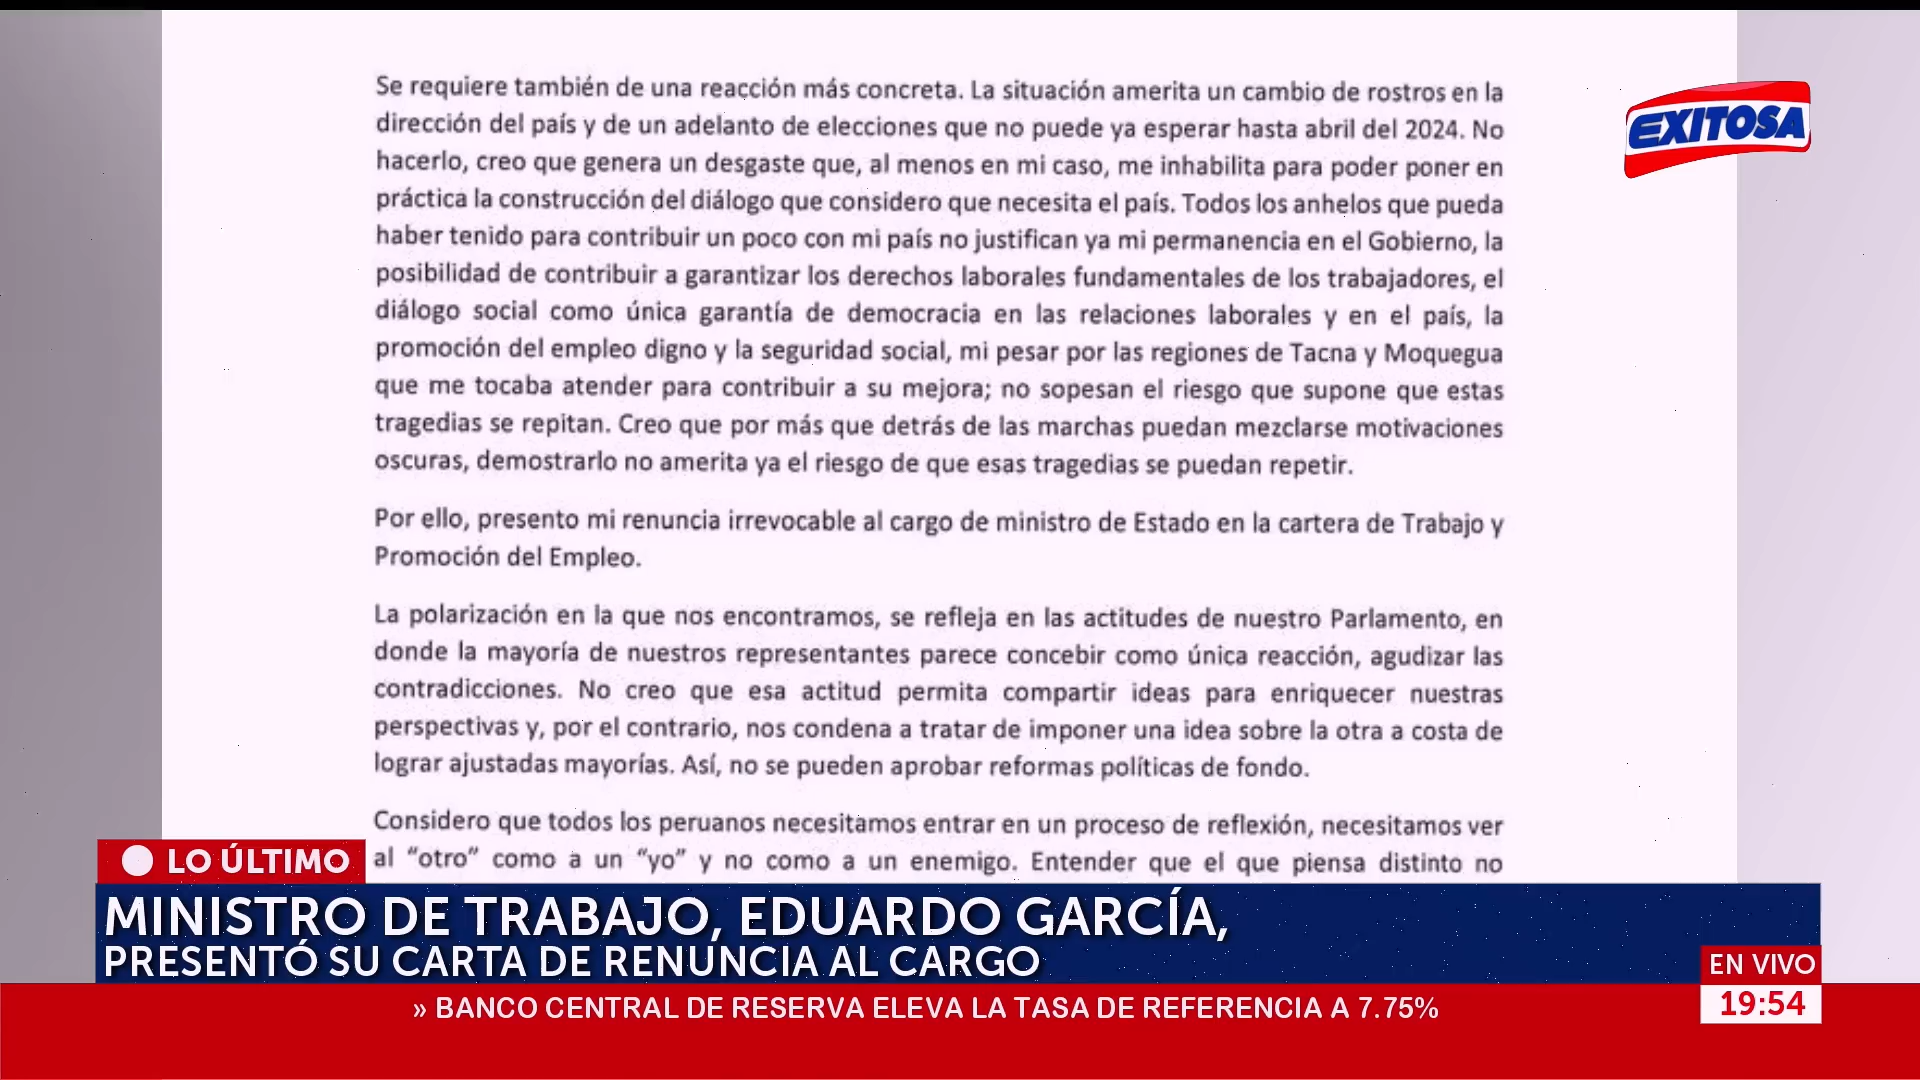 Se requiere también de una reacción más concreta. La situación amerita un cambio de rostros en la
dirección del país y de un adelanto de elecciones que no puede ya esperar hasta abril del 2024. No
hacerlo, creo que genera un desgaste que, al menos en mi caso, me inhabilita para poder poner en
práctica la construcción del diálogo que considero que necesita el país. Todos los anhelos que pueda
haber tenido para contribuir un poco con mi país no justifican ya mi permanencia en el Gobierno, la
posibilidad de contribuir a garantizar los derechos laborales fundamentales de los trabajadores, el
diálogo social como única garantía de democracia en las relaciones laborales y en el país, la
promoción del empleo digno y la seguridad social, mi pesar por las regiones de Tacna y Moquegua
que me tocaba atender para contribuir a su mejora; no sopesan el riesgo que supone que estas
tragedias se repitan. Creo que por más que detrás de las marchas puedan mezclarse motivaciones
oscuras, demostrarlo no amerita ya el riesgo de que esas tragedias se puedan repetir.
Por ello, presento mi renuncia irrevocable al cargo de ministro de Estado en la cartera de Trabajo y
Promoción del Empleo.
La polarización en la que nos encontramos, se refleja en las actitudes de nuestro Parlamento, en
donde la mayoría de nuestros representantes parece concebir como única reacción, agudizar las
contradicciones. No creo que esa actitud permita compartir ideas para enriquecer nuestras
perspectivas y, por el contrario, nos condena a tratar de imponer una idea sobre la otra a costa de
lograr ajustadas mayorías. Así, no se pueden aprobar reformas políticas de fondo.
Considero que todos los peruanos necesitamos entrar en un proceso de reflexión, necesitamos ver
al “otro” como a un “yo” y no como a un enemigo. Entender que el que piensa distinto no
EXITOSA
LO ÚLTIMO
MINISTRO DE TRABAJO, EDUARDO GARCÍA,
PRESENTÓ SU CARTA DE RENUNCIA AL CARGO
EN VIVO
19:54
» BANCO CENTRAL DE RESERVA ELEVA LA TASA DE REFERENCIA A 7.75%